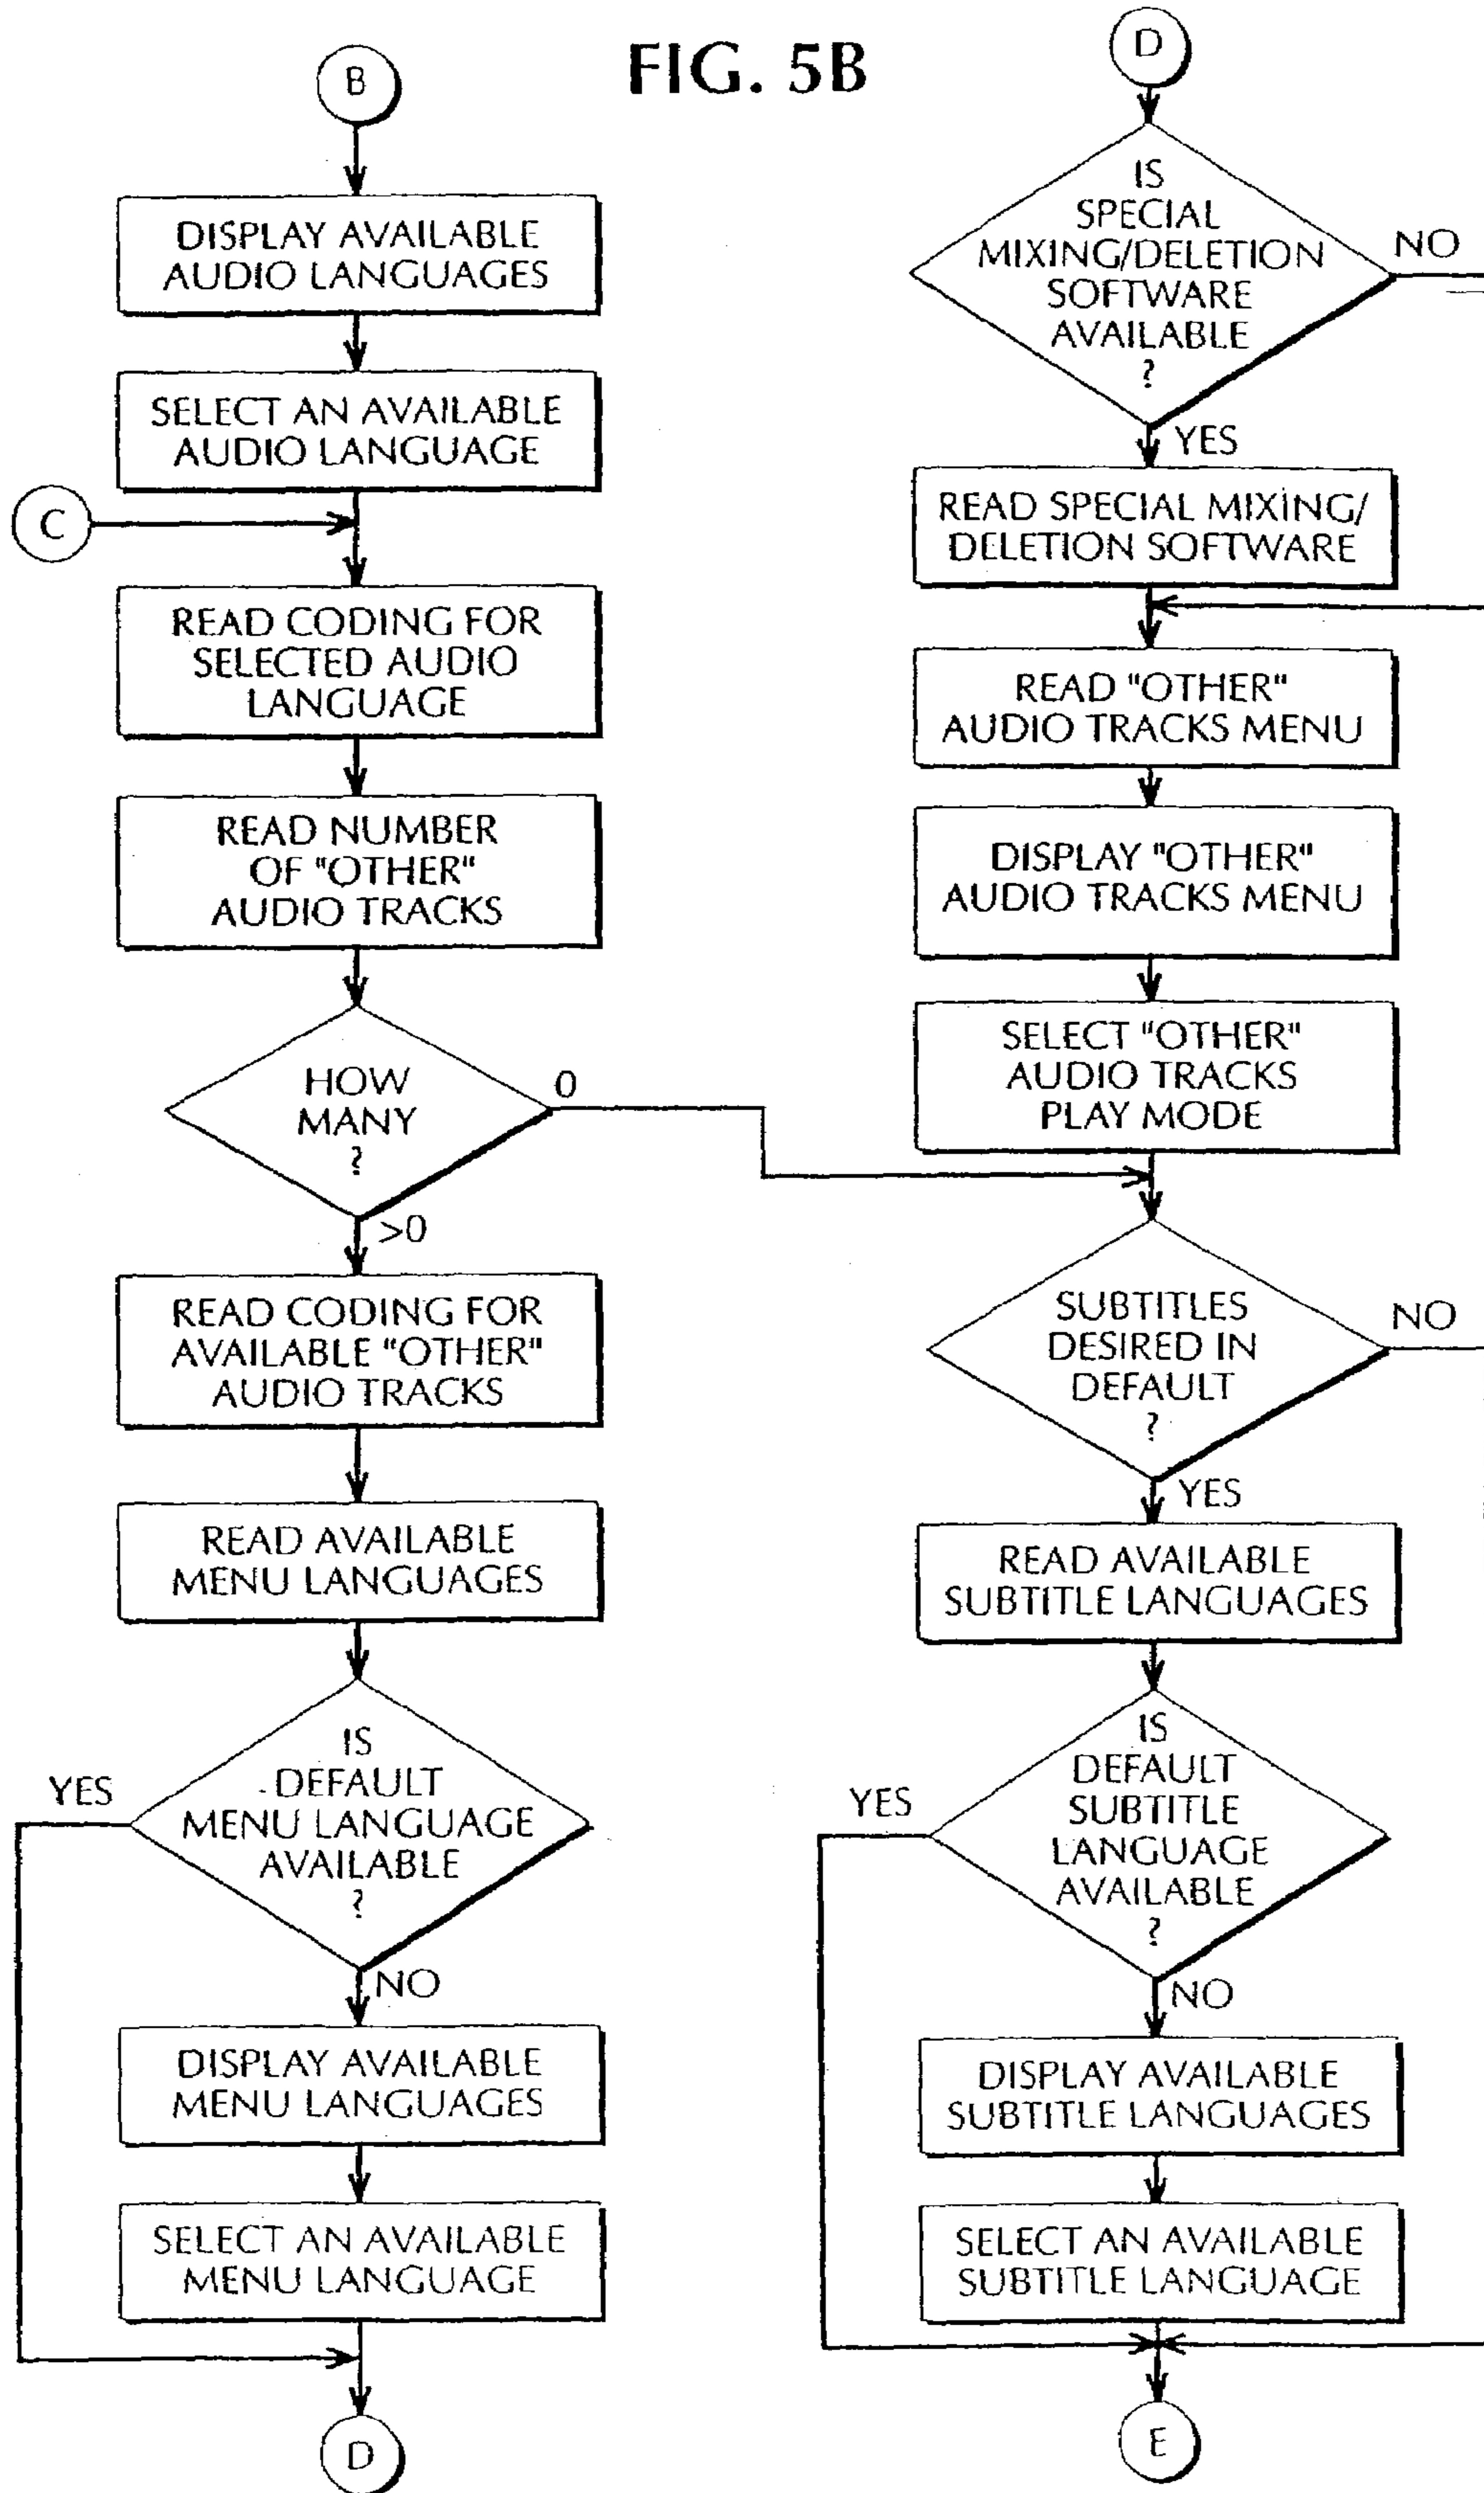 FIG. 5B
B
DISPLAY AVAILABLE
AUDIO LANGUAGES
SELECT AN AVAILABLE
AUDIO LANGUAGE
C
READ CODING FOR
SELECTED AUDIO
LANGUAGE
READ NUMBER
OF "OTHER"
AUDIO TRACKS
HOW
MANY
?
0
>0
READ CODING FOR
AVAILABLE "OTHER"
AUDIO TRACKS
READ AVAILABLE
MENU LANGUAGES
IS
DEFAULT
MENU LANGUAGE
AVAILABLE
?
YES
NO
DISPLAY AVAILABLE
MENU LANGUAGES
SELECT AN AVAILABLE
MENU LANGUAGE
D
D
IS
SPECIAL
MIXING/DELETION
SOFTWARE
AVAILABLE
?
NO
YES
READ SPECIAL MIXING/
DELETION SOFTWARE
READ "OTHER"
AUDIO TRACKS MENU
DISPLAY "OTHER"
AUDIO TRACKS MENU
SELECT "OTHER"
AUDIO TRACKS
PLAY MODE
SUBTITLES
DESIRED IN
DEFAULT
?
NO
YES
READ AVAILABLE
SUBTITLE LANGUAGES
IS
DEFAULT
SUBTITLE
LANGUAGE
AVAILABLE
?
YES
NO
DISPLAY AVAILABLE
SUBTITLE LANGUAGES
SELECT AN AVAILABLE
SUBTITLE LANGUAGE
E